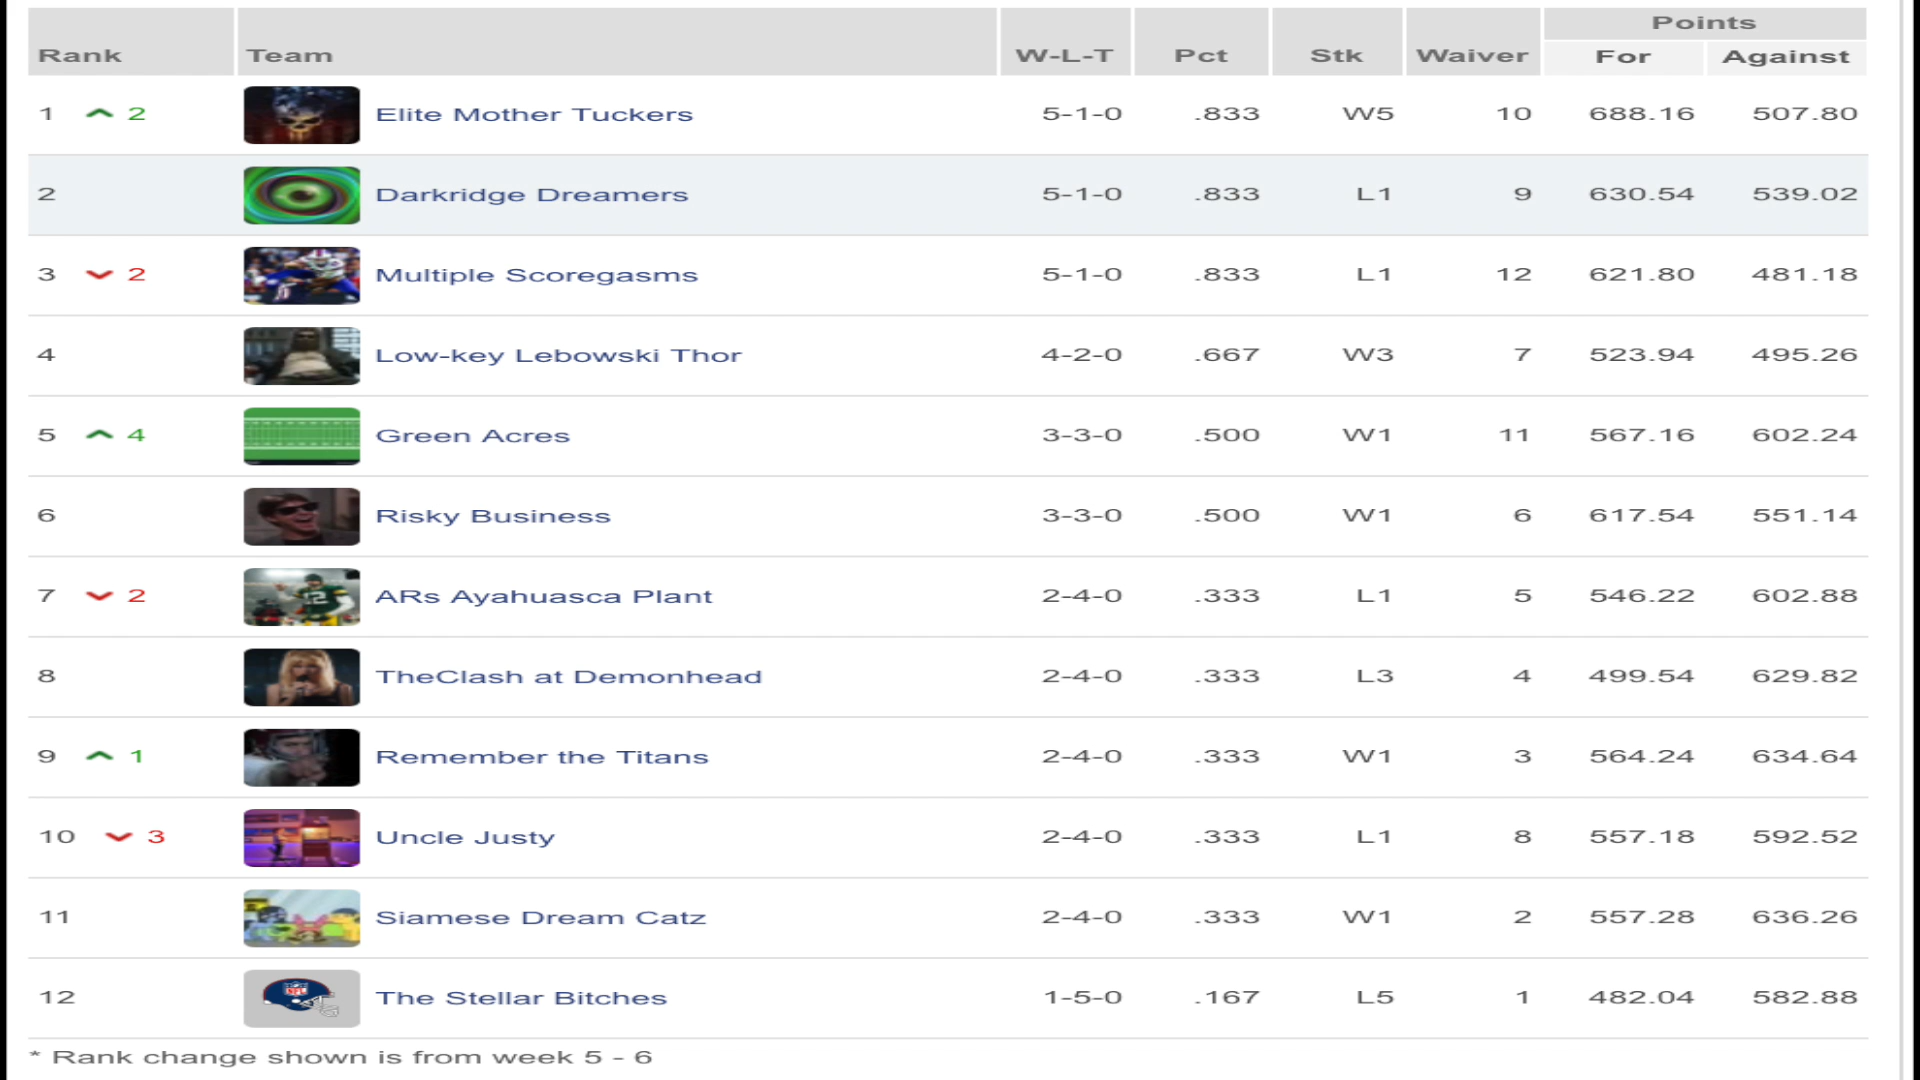 Points
Rank Team W-L-T Pct Stk Waiver For Against
1 2 Elite Mother Tuckers 5-1-0 .833 W5 10 688.16 507.80
2 Darkridge Dreamers 5-1-0 .833 L1 9 630.54 539.02
3 2 Multiple Scoregasms 5-1-0 .833 L1 12 621.80 481.18
4 Low-key Lebowski Thor 4-2-0 .667 W3 7 523.94 495.26
5 4 Green Acres 3-3-0 .500 W1 11 567.16 602.24
6 Risky Business 3-3-0 .500 W1 6 617.54 551.14
7 2 ARs Ayahuasca Plant 2-4-0 .333 L1 5 546.22 602.88
8 TheClash at Demonhead 2-4-0 .333 L3 4 499.54 629.82
9 1 Remember the Titans 2-4-0 .333 W1 3 564.24 634.64
10 3 Uncle Justy 2-4-0 .333 L1 8 557.18 592.52
11 Siamese Dream Catz 2-4-0 .333 W1 2 557.28 636.26
12 The Stellar Bitches 1-5-0 .167 L5 1 482.04 582.88
* Rank change shown is from week 5 - 6